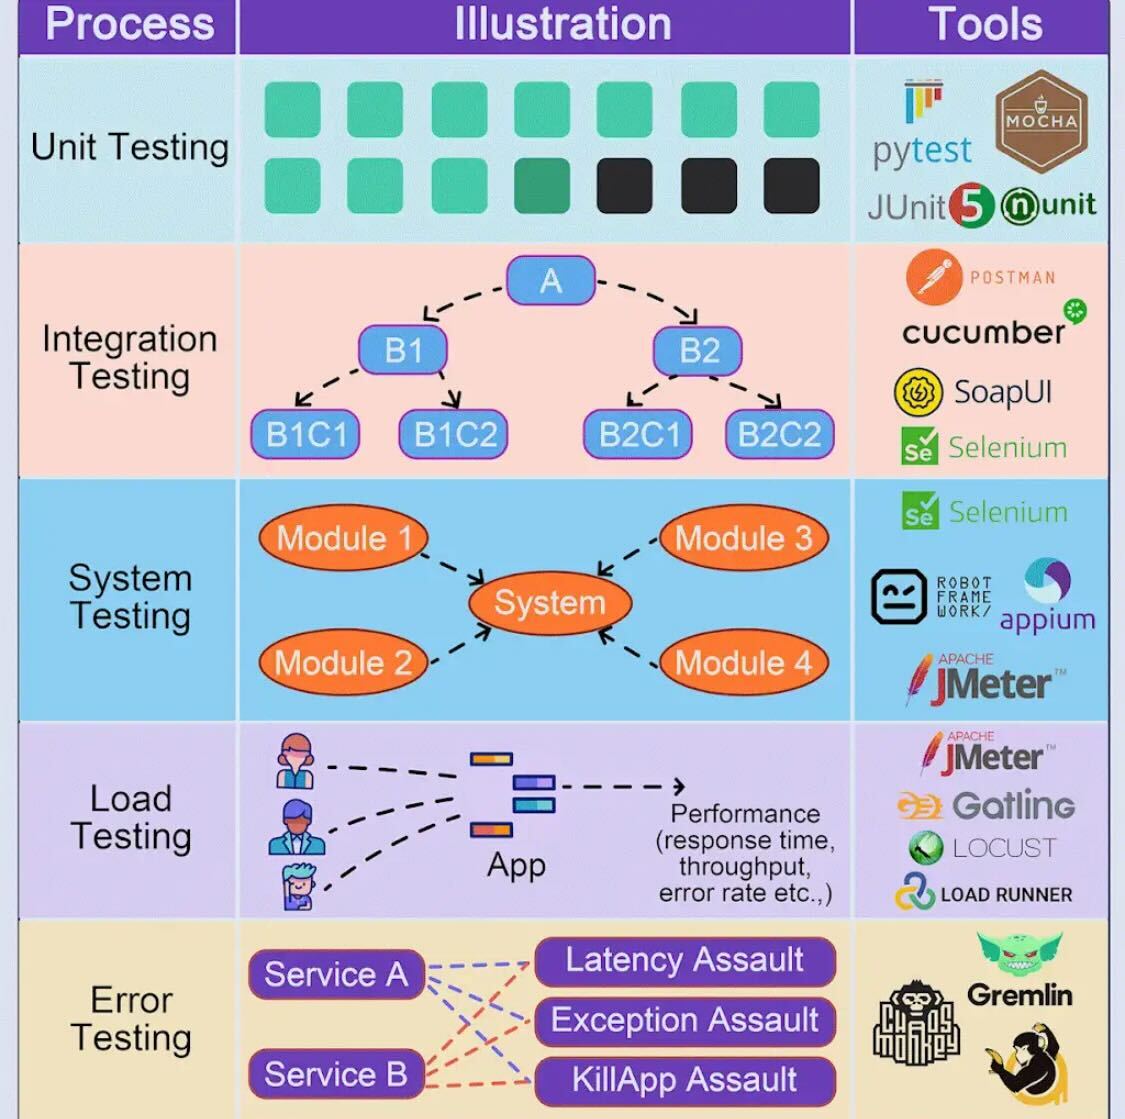 Process
Illustration
Tools
Unit Testing
pytest
MOCHA
JUnit 5
nunit
Integration
Testing
A
B1
B2
B1C1
B1C2
B2C1
B2C2
POSTMAN
cucumber
SoapUI
Se Selenium
System
Testing
Module 1
Module 3
System
Module 2
Module 4
Se Selenium
ROBOT
FRAME
WORK/
appium
APACHE
JMeter™
Load
Testing
App
Performance
(response time,
throughput,
error rate etc.,)
APACHE
JMeter™
Gatling
LOCUST
LOAD RUNNER
Error
Testing
Service A
Service B
Latency Assault
Exception Assault
KillApp Assault
Gremlin
CHAOS
MONKEY